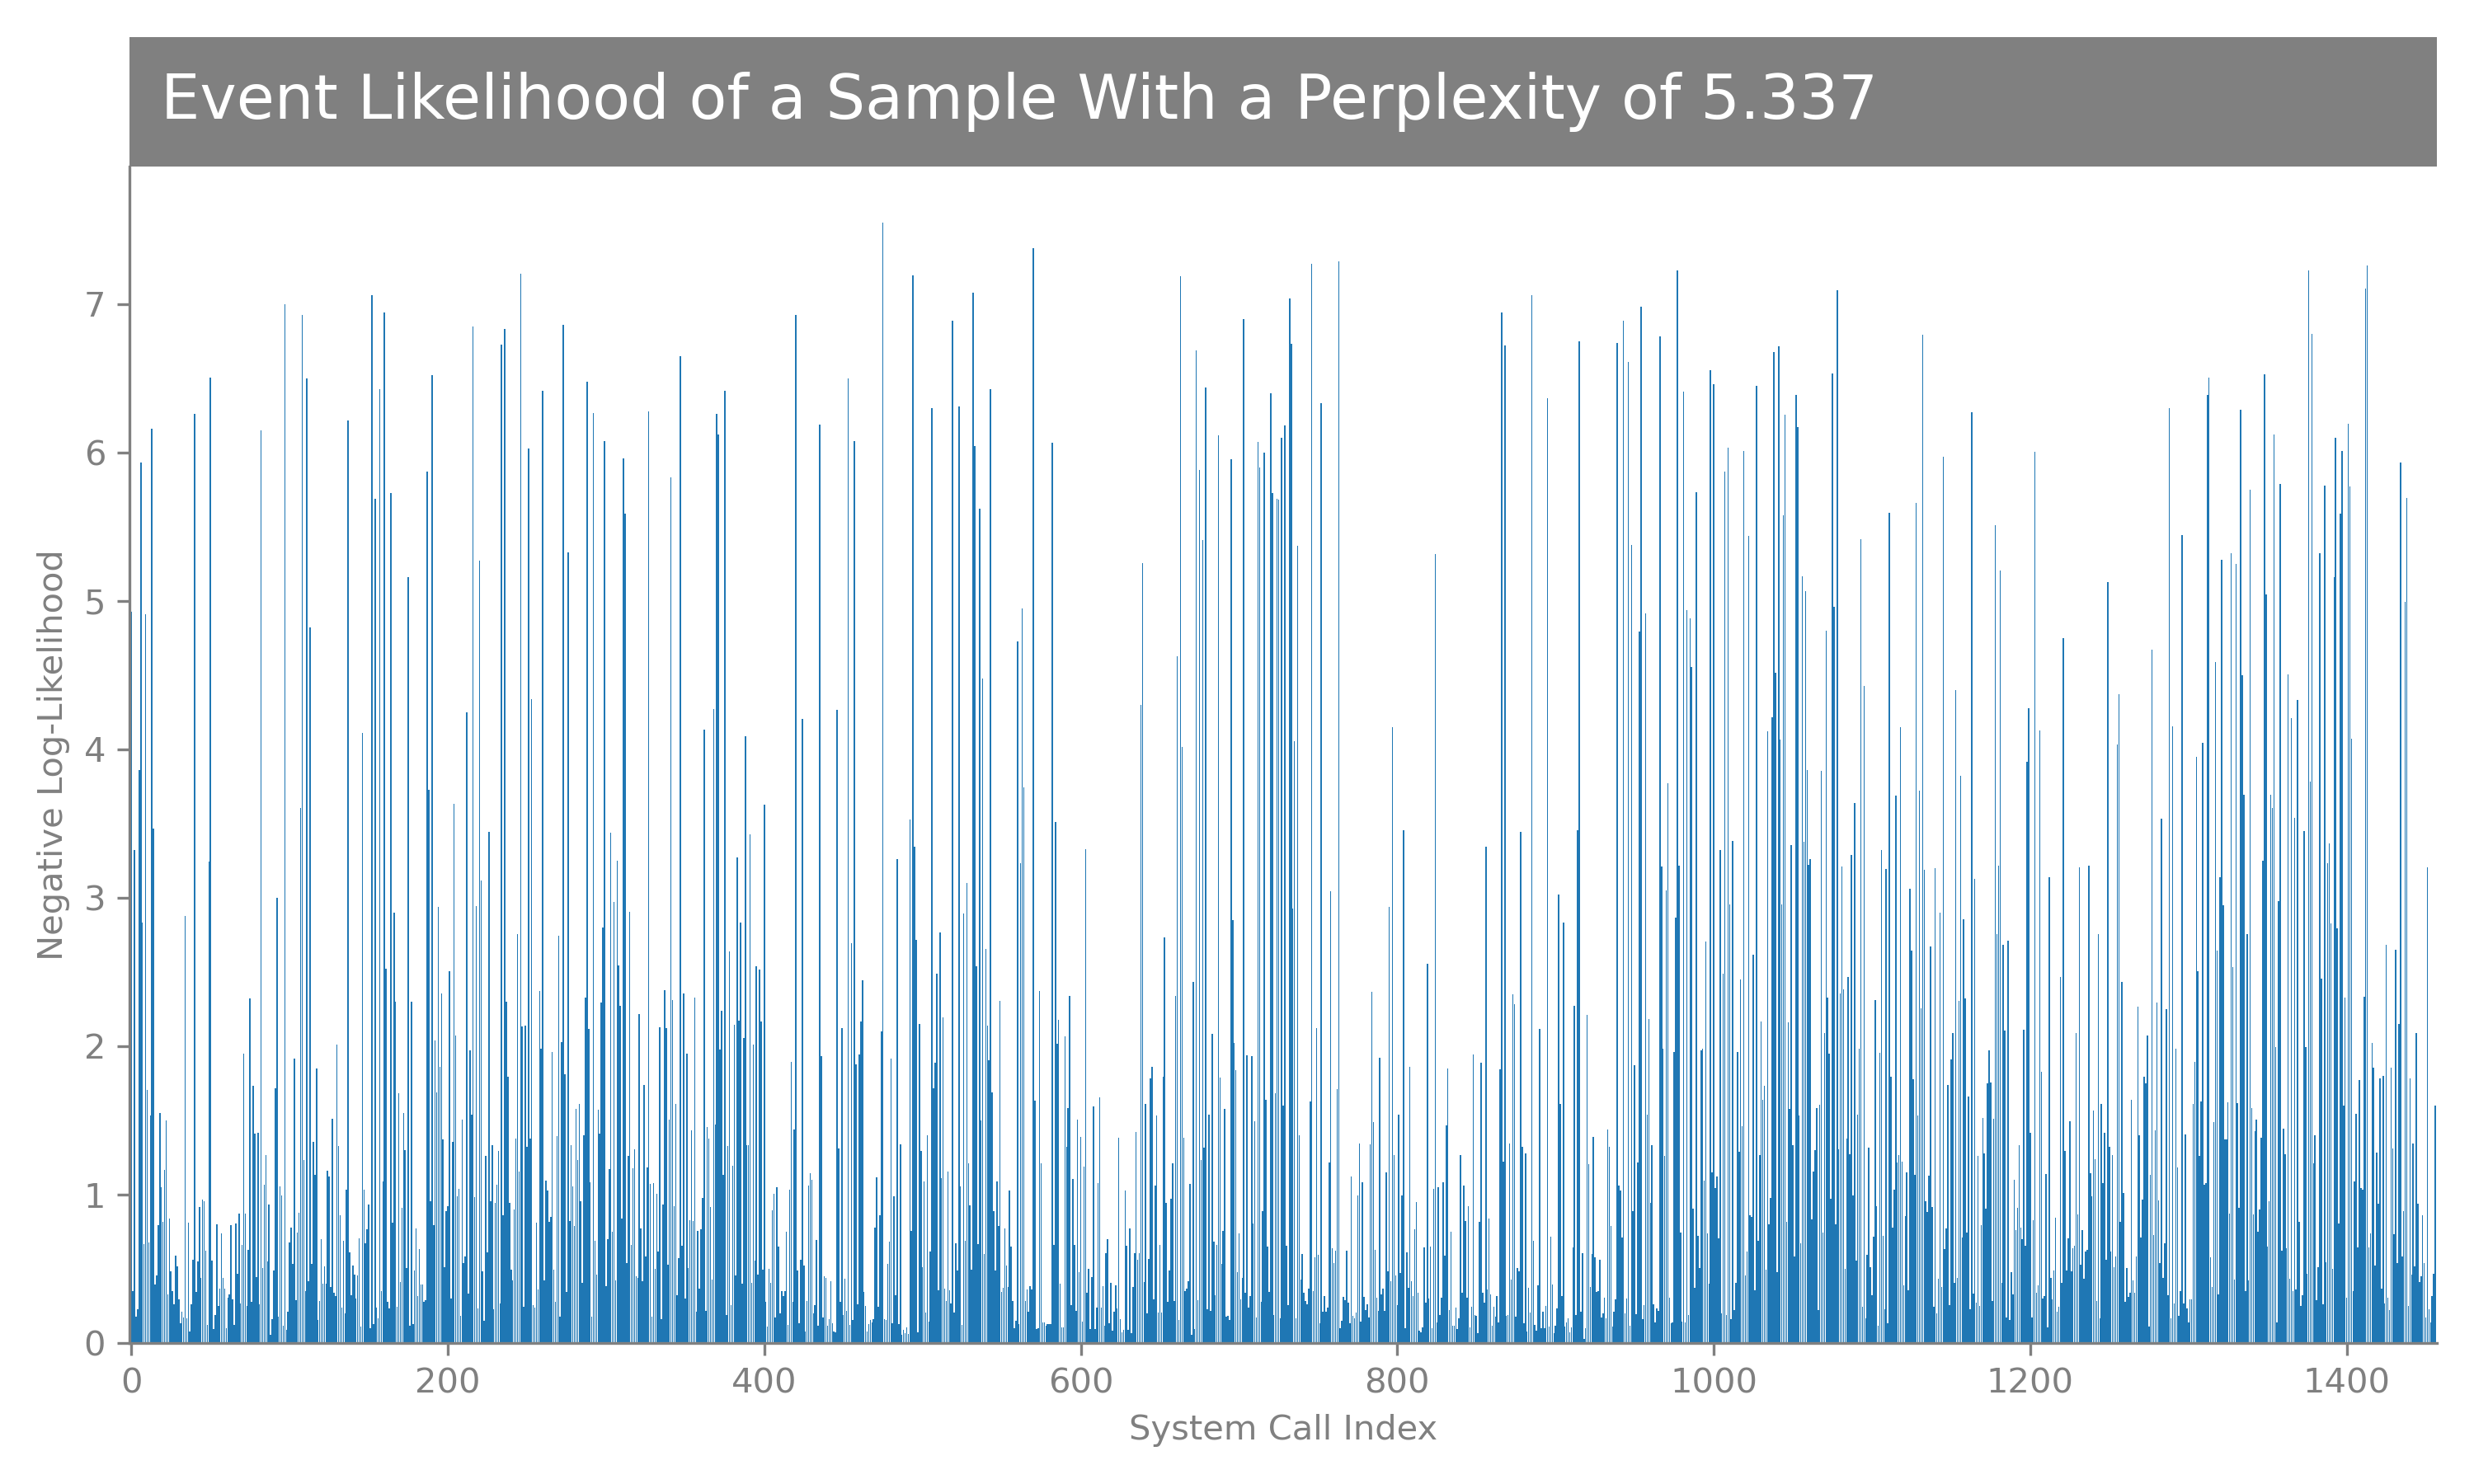 Event Likelihood of a Sample With a Perplexity of 5.337
Negative Log-Likelihood
7
6
5
4
3
2
1
0
0 200 400 600 800 1000 1200 1400
System Call Index